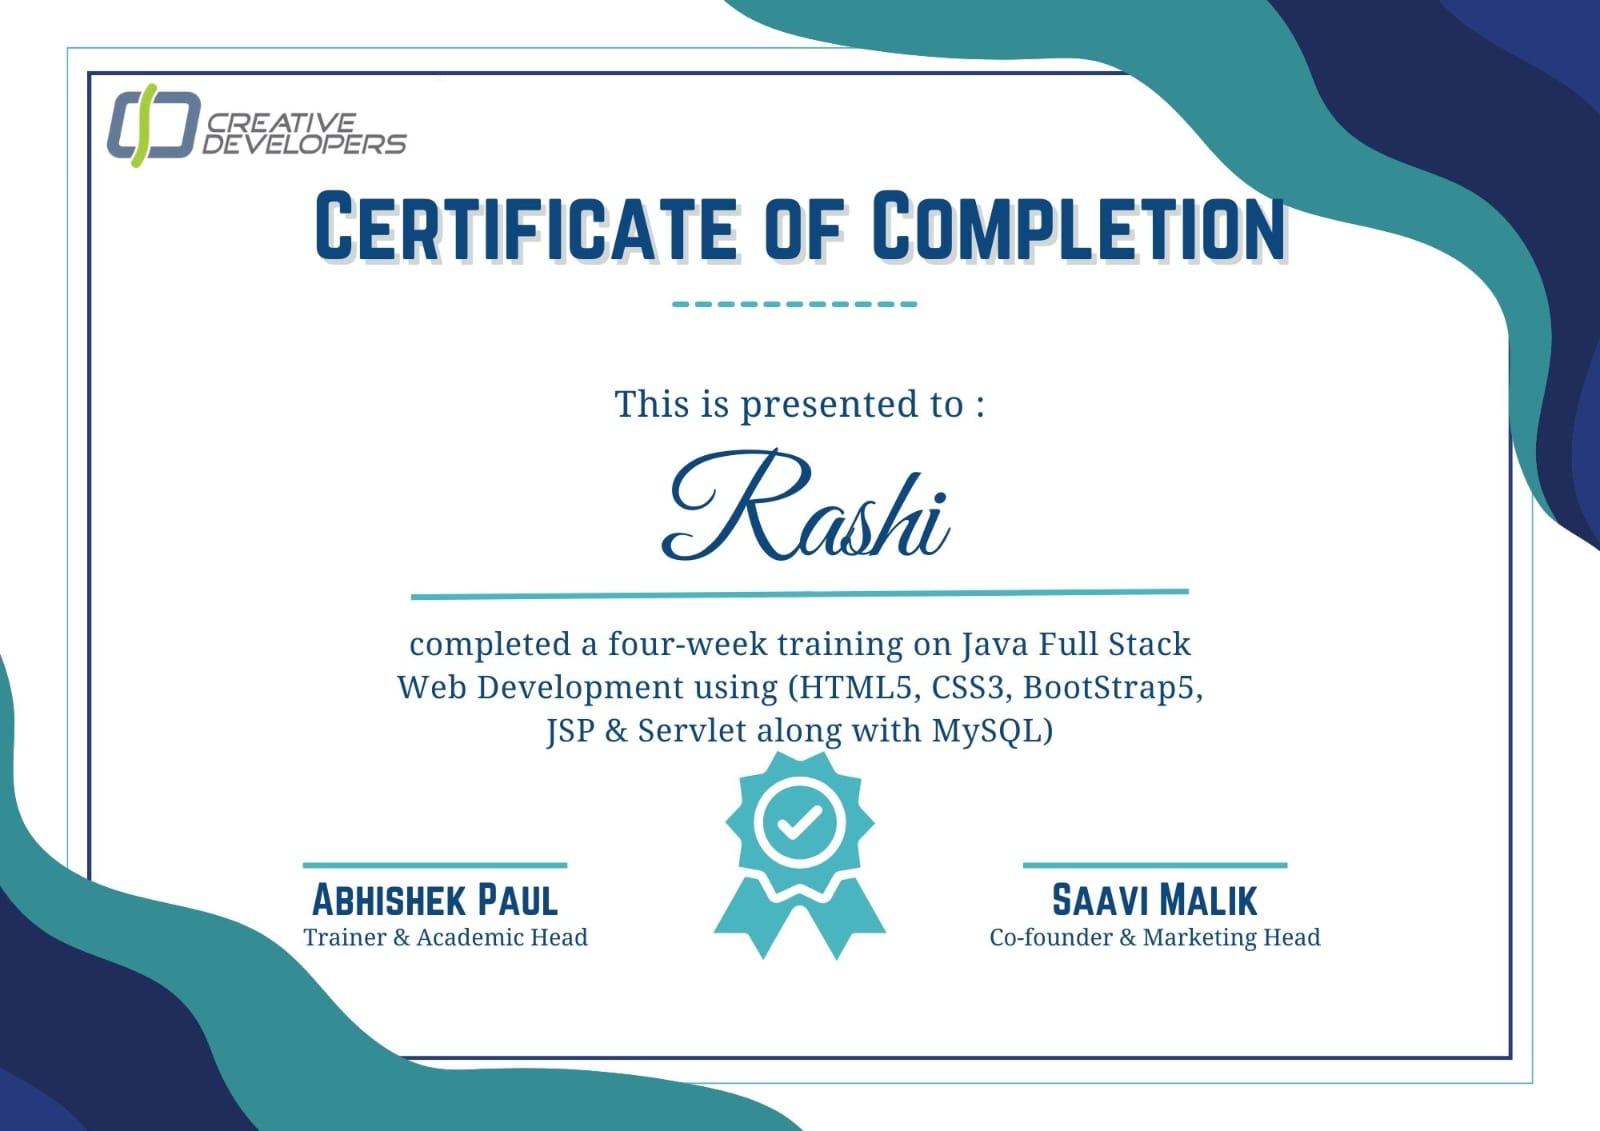 CREATIVE
DEVELOPERS
CERTIFICATE OF COMPLETION
This is presented to :
Rashi
completed a four-week training on Java Full Stack
Web Development using (HTML5, CSS3, BootStrap5,
JSP & Servlet along with MySQL)
ABHISHEK PAUL
Trainer & Academic Head
SAAVI MALIK
Co-founder & Marketing Head